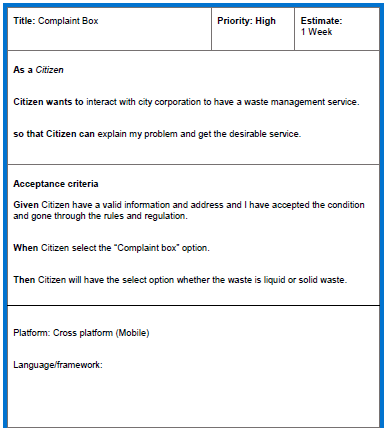 Title: Complaint Box
Priority: High
Estimate:
1 Week
As a Citizen
Citizen wants to interact with city corporation to have a waste management service.
so that Citizen can explain my problem and get the desirable service.
Acceptance criteria
Given Citizen have a valid information and address and I have accepted the condition
and gone through the rules and regulation.
When Citizen select the “Complaint box” option.
Then Citizen will have the select option whether the waste is liquid or solid waste.
Platform: Cross platform (Mobile)
Language/framework: